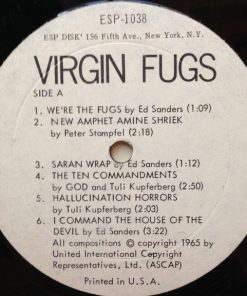 ESP-1038
ESP DISK' 156 Fifth Ave., New York, N.Y.
VIRGIN FUGS
SIDE A
1. WE'RE THE FUGS by Ed Sanders (1:09)
2. NEW AMPHET AMINE SHRIEK
by Peter Stampfel (2:18)
6. SARAN WRAP by Ed Sanders (1:12)
4. THE TEN COMMANDMENTS
by GOD and Tuli Kupferberg (2:50)
5. HALLUCINATION HORRORS
by Tuli Kupferberg (2:03)
6. I COMMAND THE HOUSE OF THE
DEVIL by Ed Sanders (3:22)
All compositions © copyright 1965 by
United International Copyright
Representatives, Ltd. (ASCAP)
Printed in U.S.A.